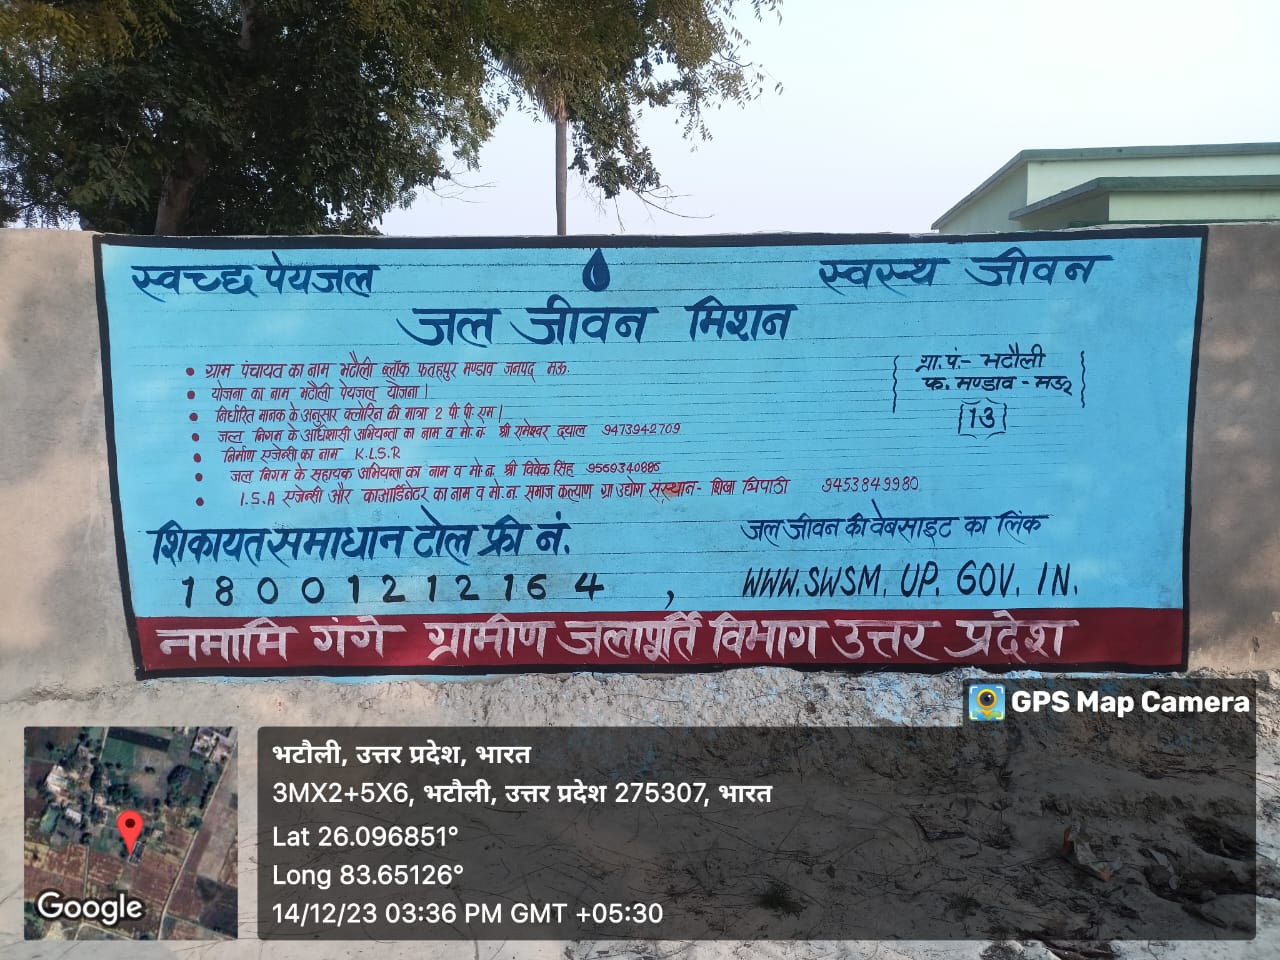 स्वच्छ पेयजल
स्वस्थ्य जीवन
जल जीवन मिशन
• ग्राम पंचायत का नाम भटौली ब्लॉक फतहपुर मण्डाव जनपद मऊ.
• योजना का नाम भटौली पेयजल योजना।
• निर्धारित मानक के अनुसार क्लोरिन की मात्रा 2 पी पी एम।
• जल निगम के अधिशासी अभियन्ता का नाम व मो.न. श्री रामेश्वर दयाल 9473942709
• निर्माण एजेन्सी का नाम K.L.S.R
• जल निगम के सहायक अभियन्ता का नाम व मो.न. श्री विवेक सिंह 9569340886
• I.S.A एजेन्सी और काआर्डिनेटर का नाम व मो.न. समाज कल्याण ग्रा उद्योग संस्थान- शिखा त्रिपाठी 9453849980
ग्रा.पं.- भटौली
फ. मण्डाव - मऊ
13
शिकायत समाधान टोल फ्री नं.
18001212164 ,
जल जीवन की वेबसाइट का लिंक
WWW.SWSM.UP.GOV.IN.
नमामि गंगे ग्रामीण जलापूर्ति विभाग उत्तर प्रदेश
GPS Map Camera
भटौली, उत्तर प्रदेश, भारत
3MX2+5X6, भटौली, उत्तर प्रदेश 275307, भारत
Lat 26.096851°
Long 83.65126°
14/12/23 03:36 PM GMT +05:30
Google